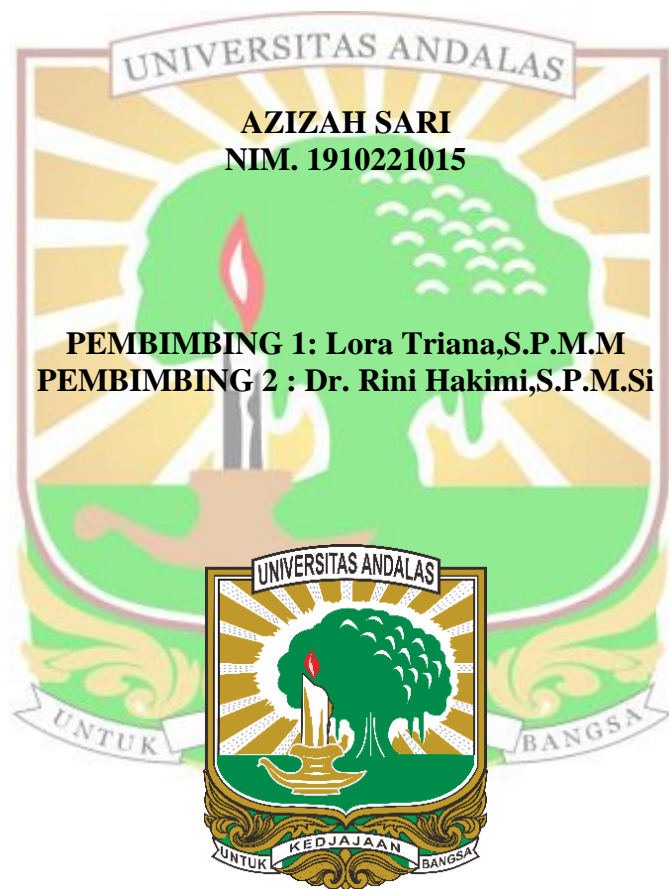 UNIVERSITAS ANDALAS
AZIZAH SARI
NIM. 1910221015
PEMBIMBING 1: Lora Triana,S.P.M.M
PEMBIMBING 2 : Dr. Rini Hakimi,S.P.M.Si
UNIVERSITAS ANDALAS
UNTUK BANGSA
UNTUK KEDJAJAAN BANGSA